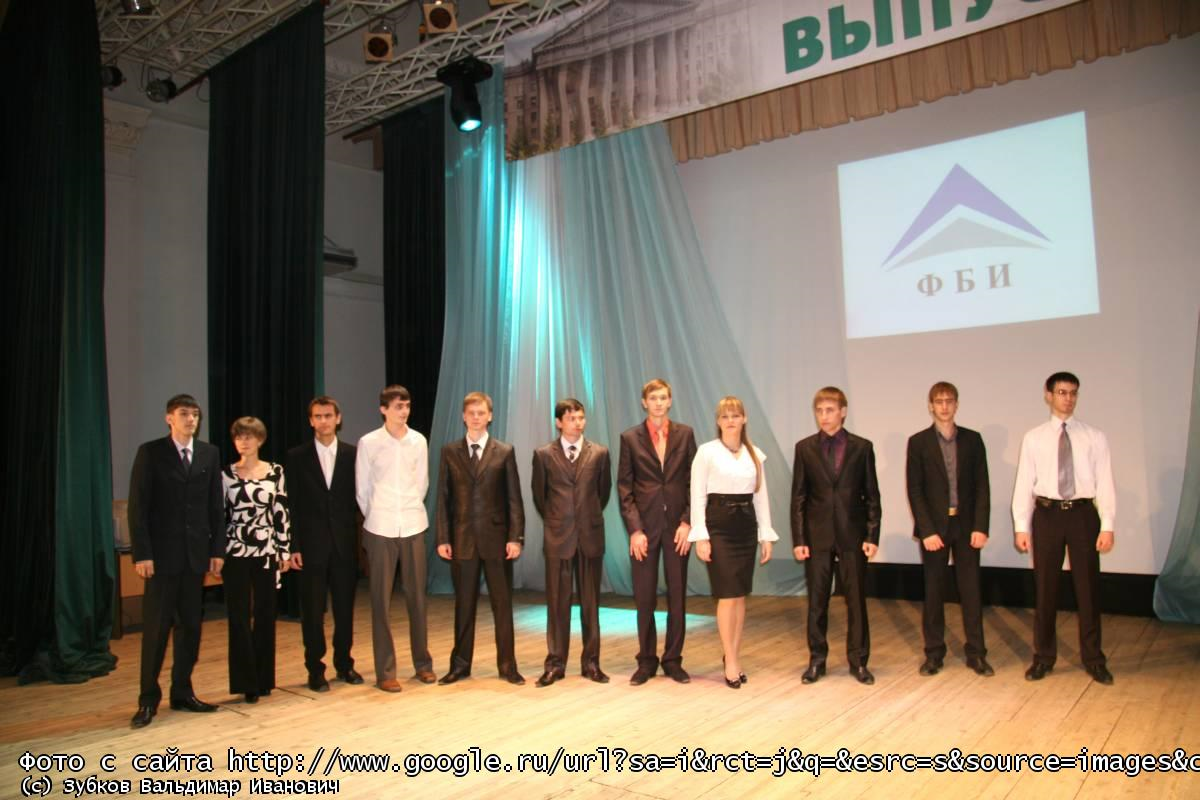 ВЫПУС
ФБИ
Фото с сайта http://www.google.ru/url?sa=i&rct=j&q=&esrc=s&source=images&c
(c) Зубков Вальдимар Иванович